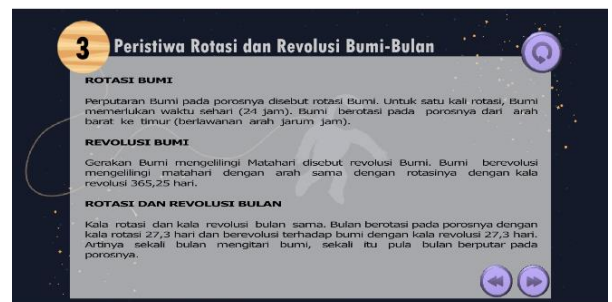 3 Peristiwa Rotasi dan Revolusi Bumi-Bulan
ROTASI BUMI
Perputaran Bumi pada porosnya disebut rotasi Bumi. Untuk satu kali rotasi, Bumi
memerlukan waktu sehari (24 jam). Bumi berotasi pada porosnya dari arah
barat ke timur (berlawanan arah jarum jam).
REVOLUSI BUMI
Gerakan Bumi mengelilingi Matahari disebut revolusi Bumi. Bumi berevolusi
mengelilingi matahari dengan arah sama dengan rotasinya dengan kala
revolusi 365,25 hari.
ROTASI DAN REVOLUSI BULAN
Kala rotasi dan kala revolusi bulan sama. Bulan berotasi pada porosnya dengan
kala rotasi 27,3 hari dan berevolusi terhadap bumi dengan kala revolusi 27,3 hari.
Artinya sekali bulan mengitari bumi, sekali itu pula bulan berputar pada
porosnya.